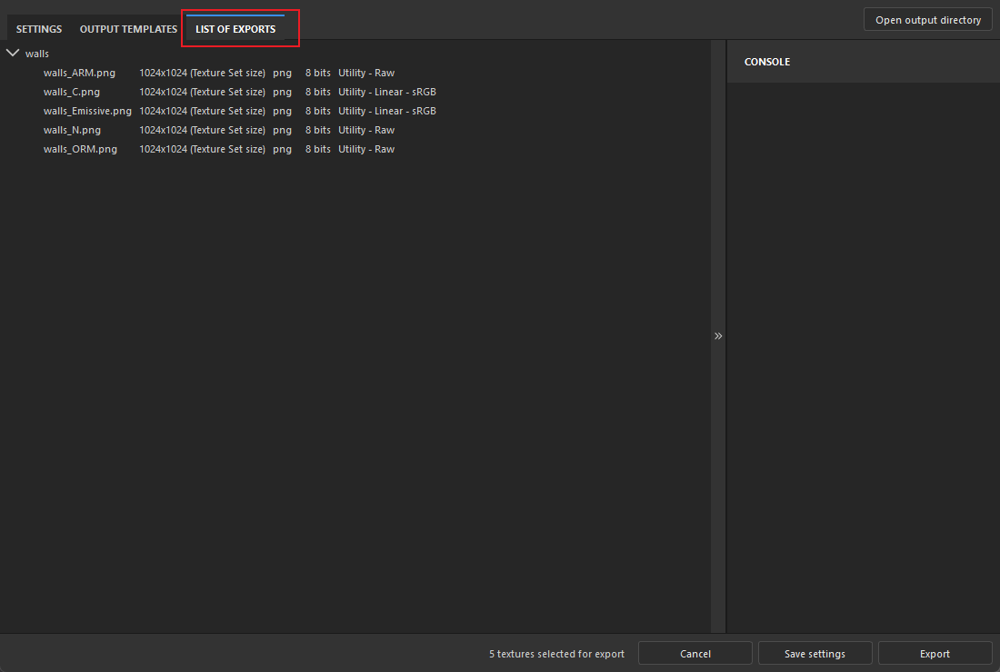 SETTINGS OUTPUT TEMPLATES LIST OF EXPORTS Open output directory
walls
walls_ARM.png 1024x1024 (Texture Set size) png 8 bits Utility - Raw
walls_C.png 1024x1024 (Texture Set size) png 8 bits Utility - Linear - sRGB
walls_Emissive.png 1024x1024 (Texture Set size) png 8 bits Utility - Linear - sRGB
walls_N.png 1024x1024 (Texture Set size) png 8 bits Utility - Raw
walls_ORM.png 1024x1024 (Texture Set size) png 8 bits Utility - Raw
CONSOLE
5 textures selected for export Cancel Save settings Export